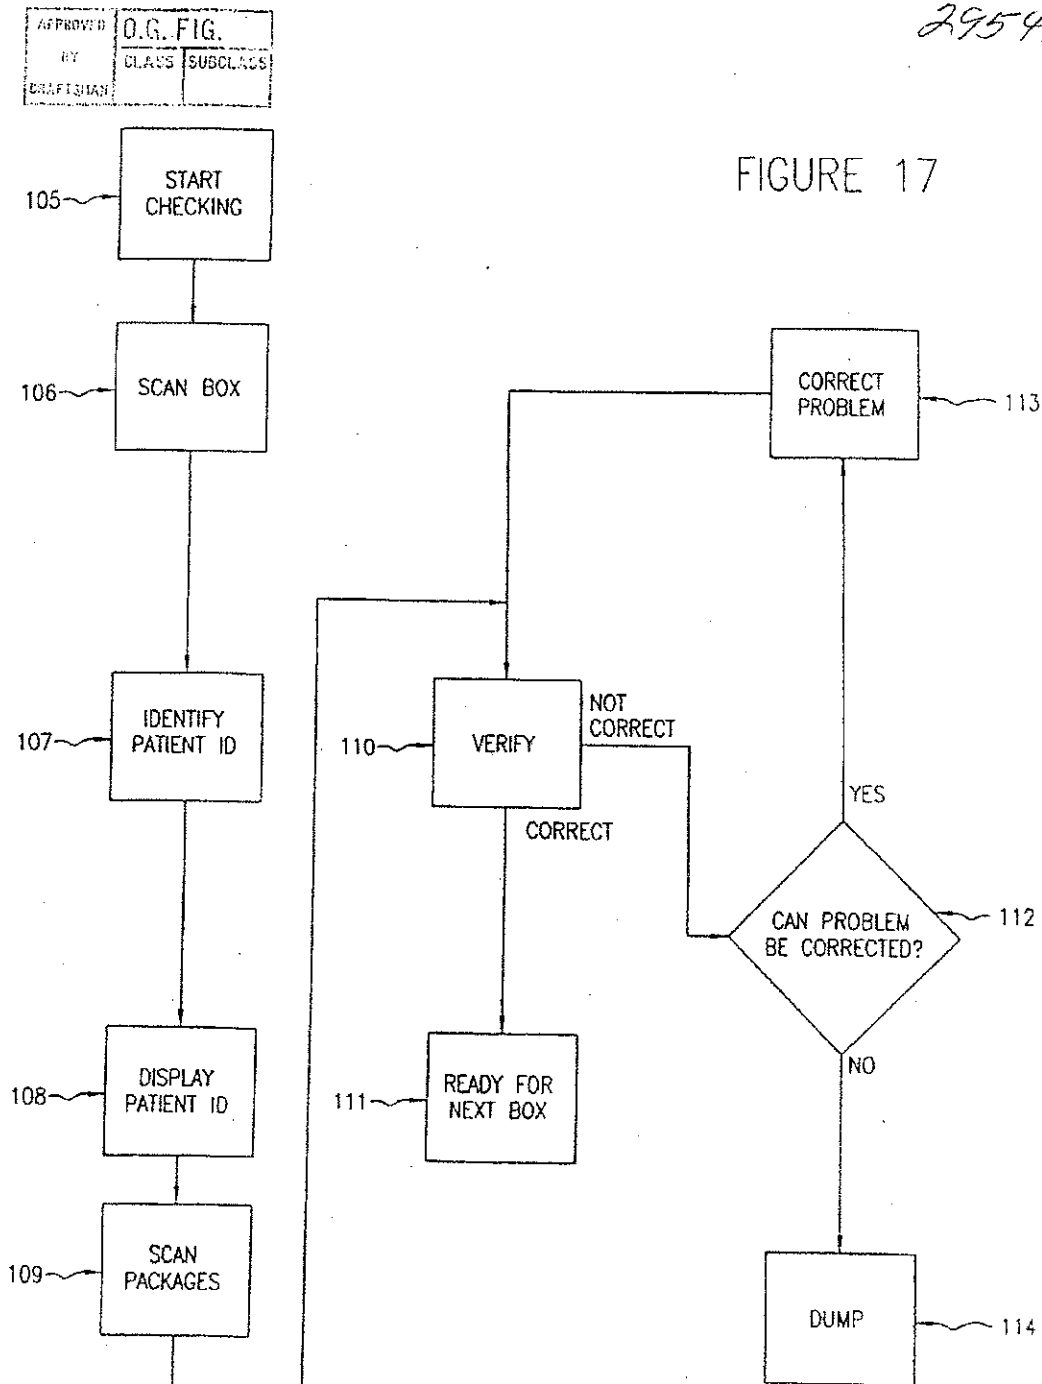 2954
APPROVED
BY
DRAFTSMAN
O.G. FIG.
CLASS
SUBCLASS
FIGURE 17
105
START
CHECKING
106
SCAN BOX
107
IDENTIFY
PATIENT ID
108
DISPLAY
PATIENT ID
109
SCAN
PACKAGES
110
VERIFY
NOT
CORRECT
CORRECT
111
READY FOR
NEXT BOX
CORRECT
PROBLEM
113
YES
CAN PROBLEM
BE CORRECTED?
112
NO
DUMP
114